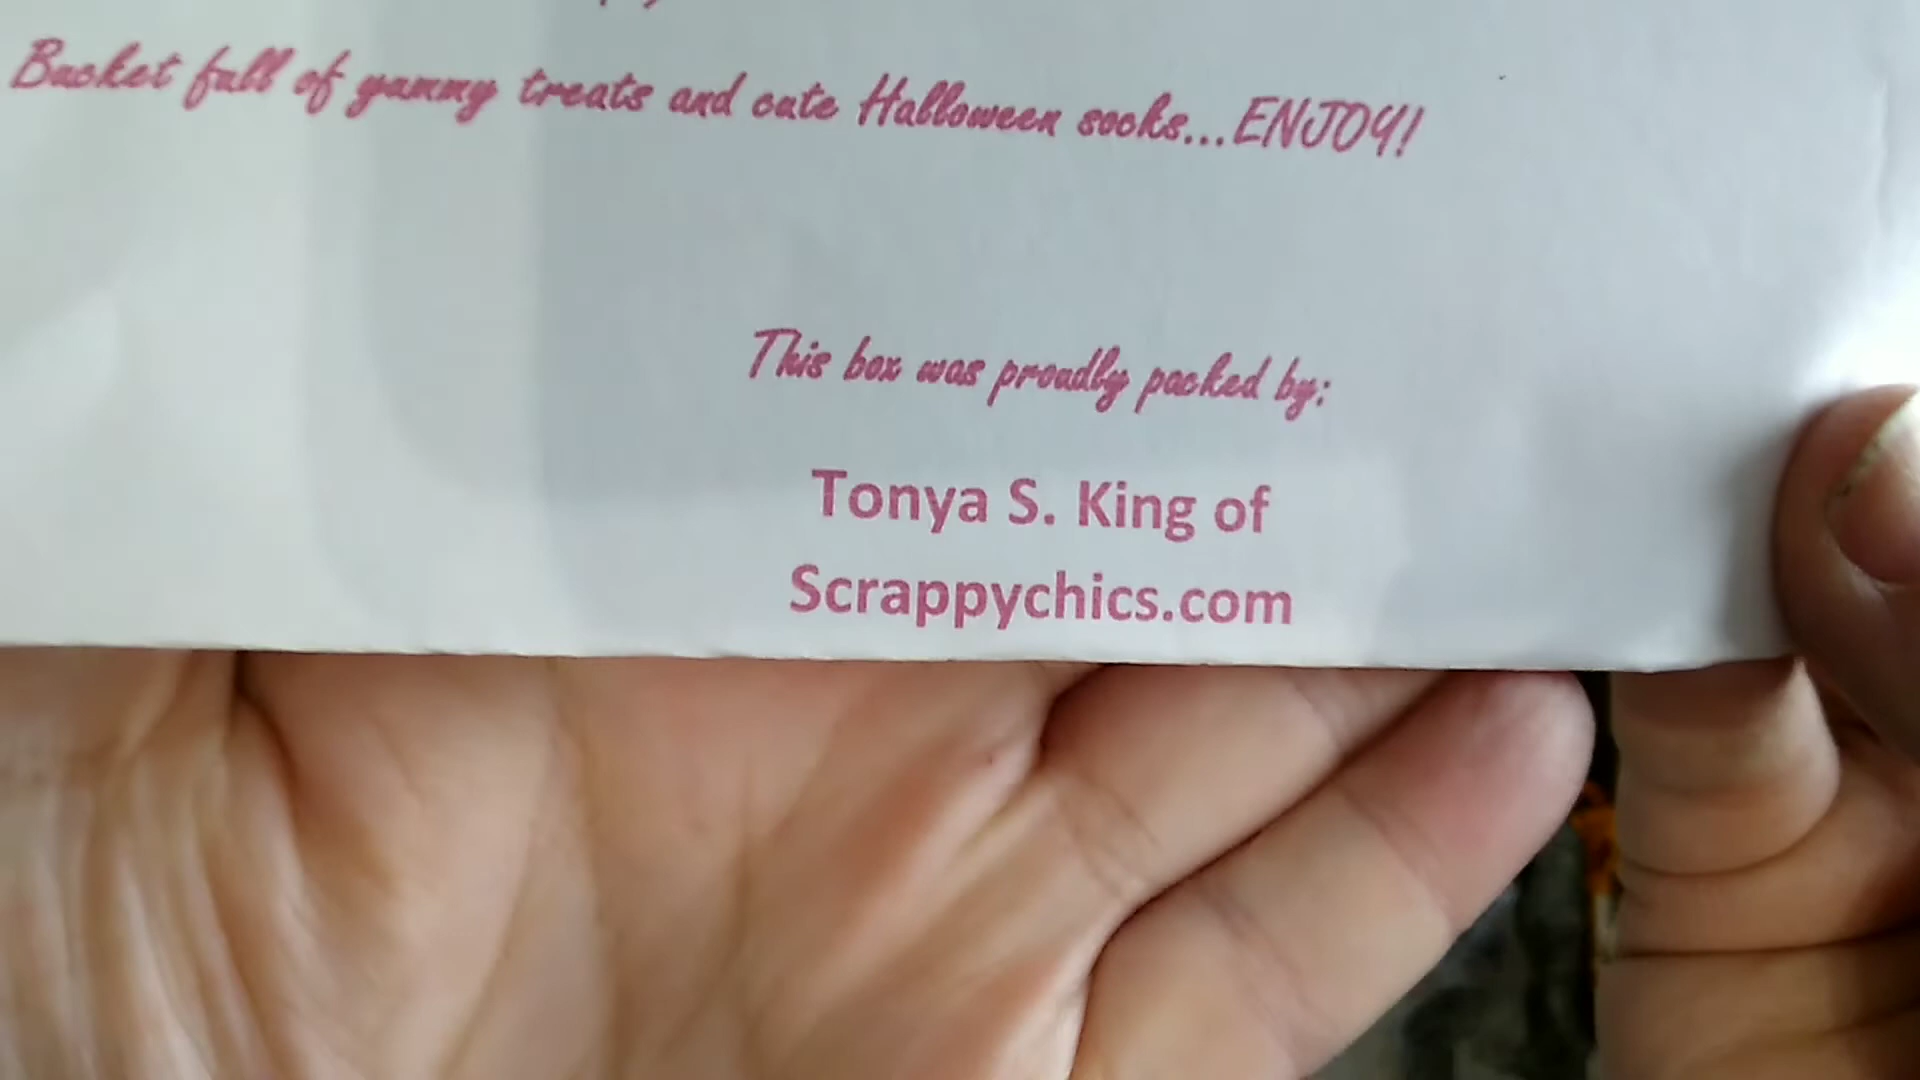 Bucket full of yummy treats and cute Halloween socks...ENJOY!
This box was proudly packed by:
Tonya S. King of
Scrappychics.com